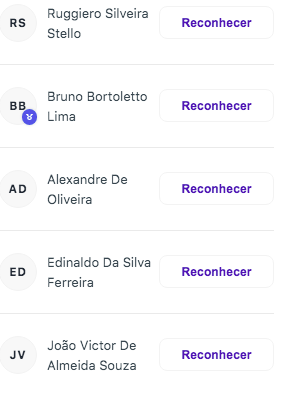 RS
Ruggiero Silveira
Stello
Reconhecer
BB
Bruno Bortoletto
Lima
Reconhecer
AD
Alexandre De
Oliveira
Reconhecer
ED
Edinaldo Da Silva
Ferreira
Reconhecer
JV
João Victor De
Almeida Souza
Reconhecer